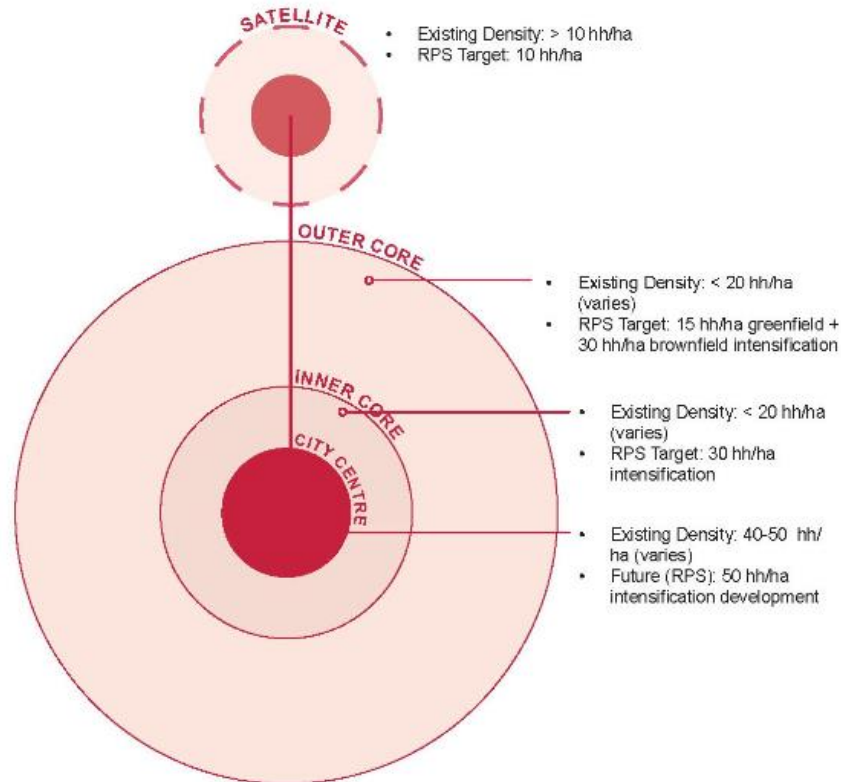 SATELLITE
• Existing Density: > 10 hh/ha
• RPS Target: 10 hh/ha
OUTER CORE
• Existing Density: < 20 hh/ha
(varies)
• RPS Target: 15 hh/ha greenfield +
30 hh/ha brownfield intensification
INNER CORE
• Existing Density: < 20 hh/ha
(varies)
• RPS Target: 30 hh/ha
intensification
CITY CENTRE
• Existing Density: 40-50 hh/
ha (varies)
• Future (RPS): 50 hh/ha
intensification development